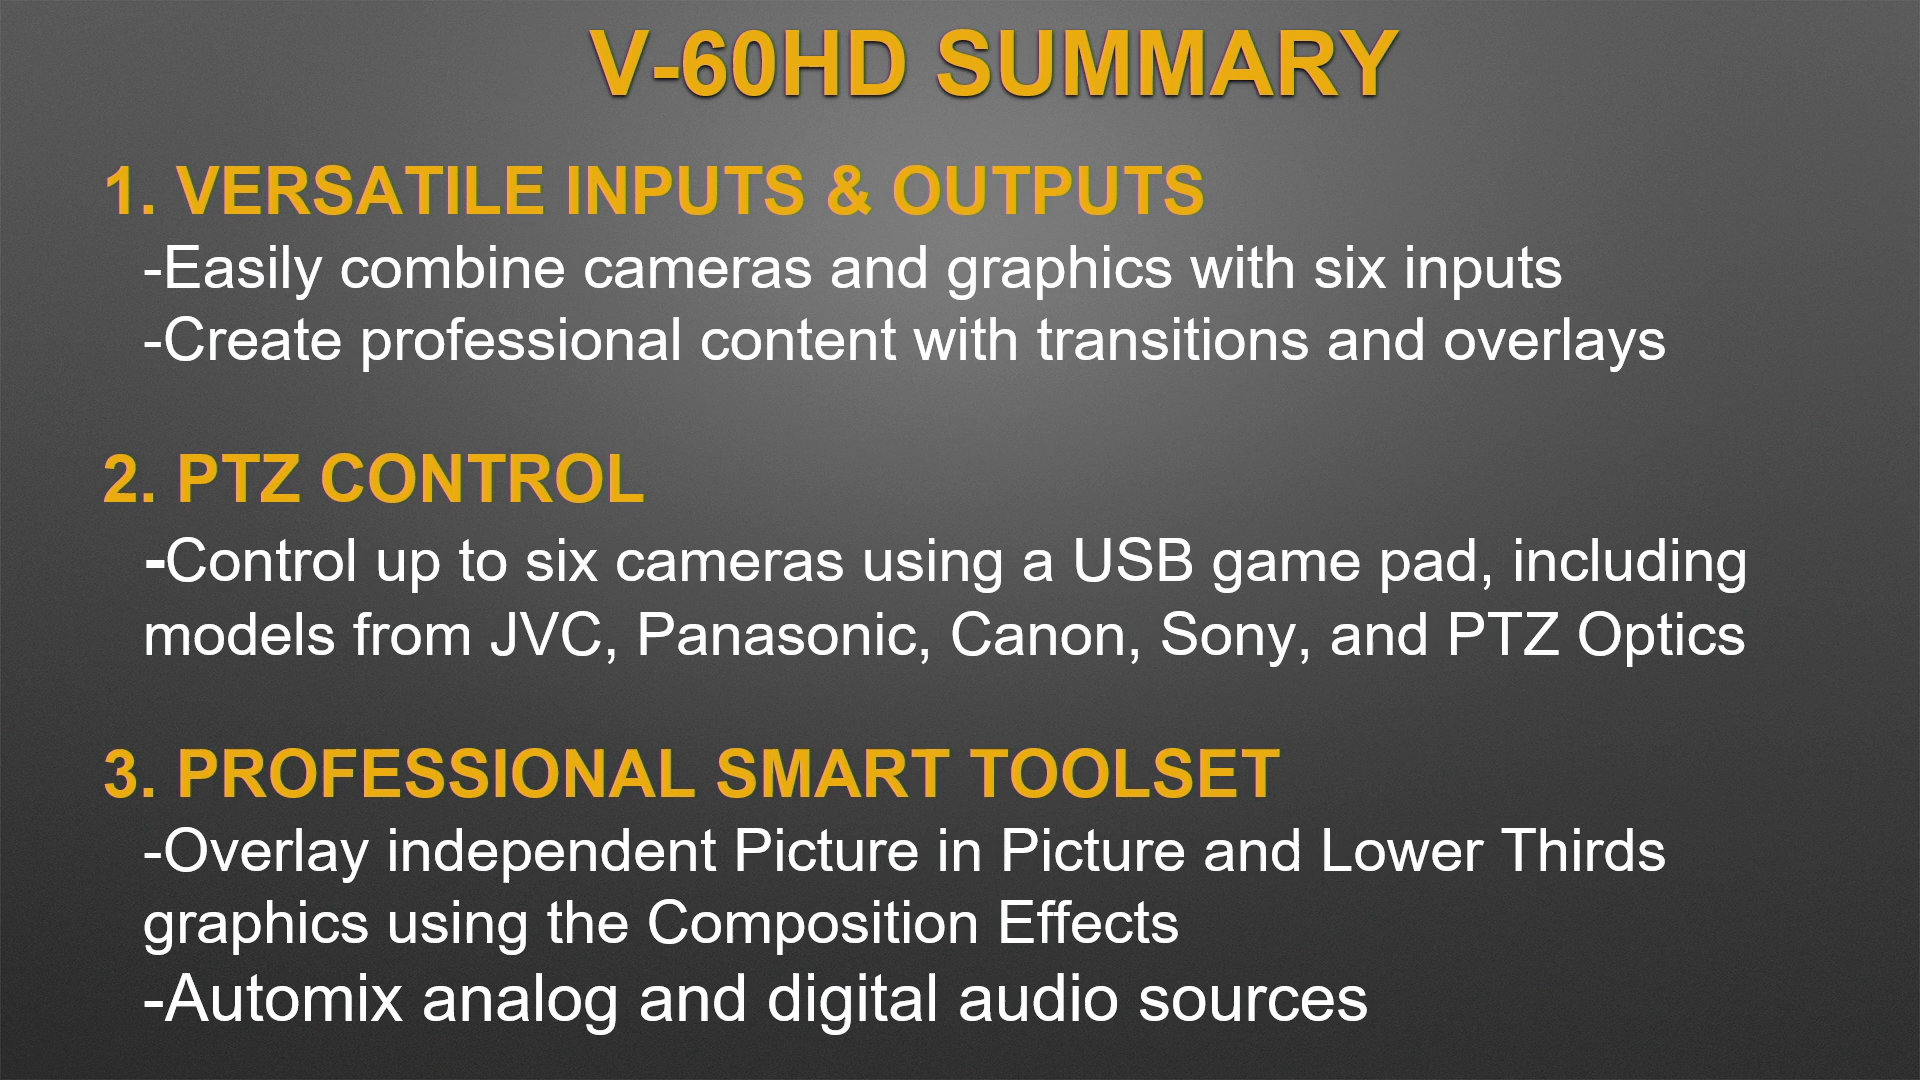 V-60HD SUMMARY
1. VERSATILE INPUTS & OUTPUTS
-Easily combine cameras and graphics with six inputs
-Create professional content with transitions and overlays
2. PTZ CONTROL
-Control up to six cameras using a USB game pad, including
models from JVC, Panasonic, Canon, Sony, and PTZ Optics
3. PROFESSIONAL SMART TOOLSET
-Overlay independent Picture in Picture and Lower Thirds
graphics using the Composition Effects
-Automix analog and digital audio sources